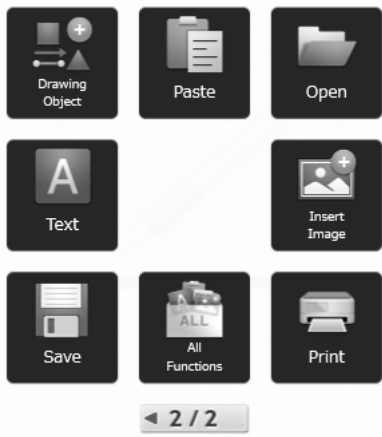 Drawing
Object
Paste
Open
A
Text
Insert
Image
Save
ALL
All
Functions
Print
2 / 2